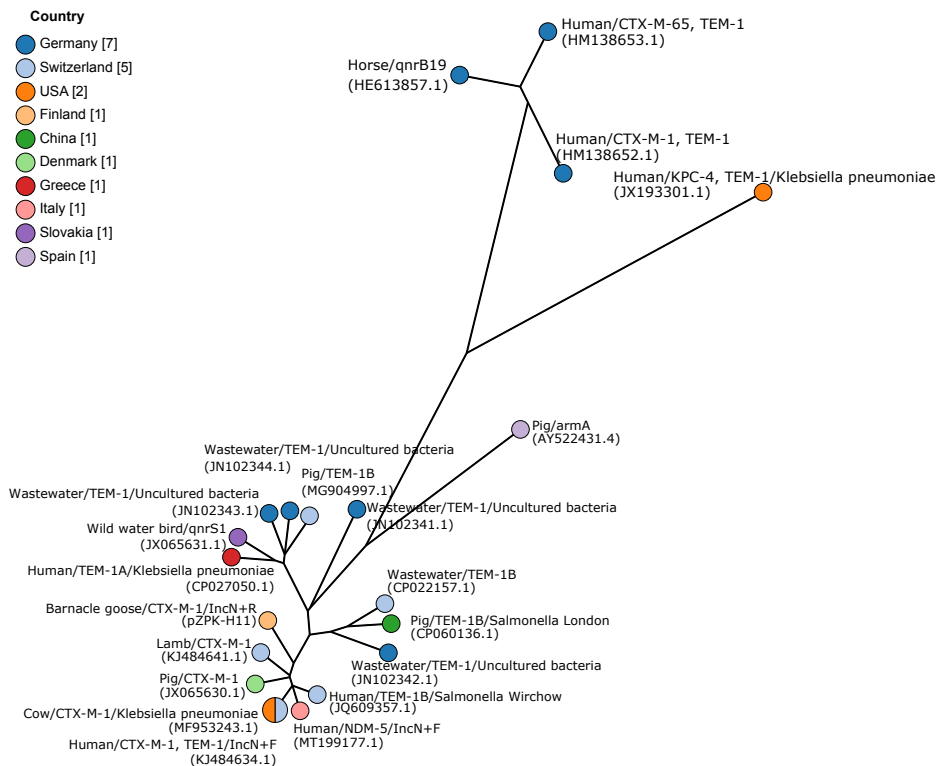 Country
Germany [7]
Switzerland [5]
USA [2]
Finland [1]
China [1]
Denmark [1]
Greece [1]
Italy [1]
Slovakia [1]
Spain [1]
Human/CTX-M-65, TEM-1
(HM138653.1)
Horse/qnrB19
(HE613857.1)
Human/CTX-M-1, TEM-1
(HM138652.1)
Human/KPC-4, TEM-1/Klebsiella pneumoniae
(JX193301.1)
Pig/armA
(AY522431.4)
Wastewater/TEM-1/Uncultured bacteria
(JN102344.1)
Pig/TEM-1B
(MG904997.1)
Wastewater/TEM-1/Uncultured bacteria
(JN102343.1)
Wastewater/TEM-1/Uncultured bacteria
(JN102341.1)
Wild water bird/qnrS1
(JX065631.1)
Human/TEM-1A/Klebsiella pneumoniae
(CP027050.1)
Wastewater/TEM-1B
(CP022157.1)
Barnacle goose/CTX-M-1/IncN+R
(pZPK-H11)
Pig/TEM-1B/Salmonella London
(CP060136.1)
Lamb/CTX-M-1
(KJ484641.1)
Wastewater/TEM-1/Uncultured bacteria
(JN102342.1)
Pig/CTX-M-1
(JX065630.1)
Human/TEM-1B/Salmonella Wirchow
(JQ609357.1)
Cow/CTX-M-1/Klebsiella pneumoniae
(MF953243.1)
Human/NDM-5/IncN+F
(MT199177.1)
Human/CTX-M-1, TEM-1/IncN+F
(KJ484634.1)